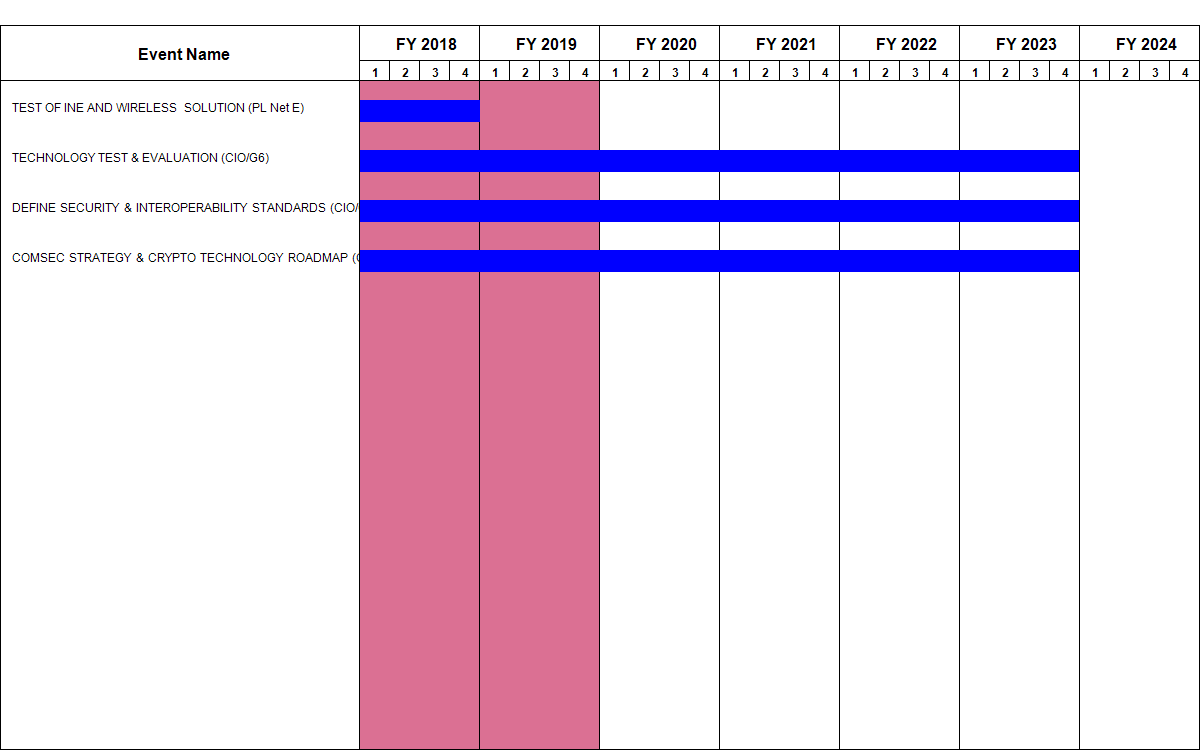 Event Name
FY 2018 FY 2019 FY 2020 FY 2021 FY 2022 FY 2023 FY 2024
1 2 3 4 1 2 3 4 1 2 3 4 1 2 3 4 1 2 3 4 1 2 3 4 1 2 3 4
TEST OF INE AND WIRELESS SOLUTION (PL Net E)
TECHNOLOGY TEST & EVALUATION (CIO/G6)
DEFINE SECURITY & INTEROPERABILITY STANDARDS (CIO/
COMSEC STRATEGY & CRYPTO TECHNOLOGY ROADMAP (